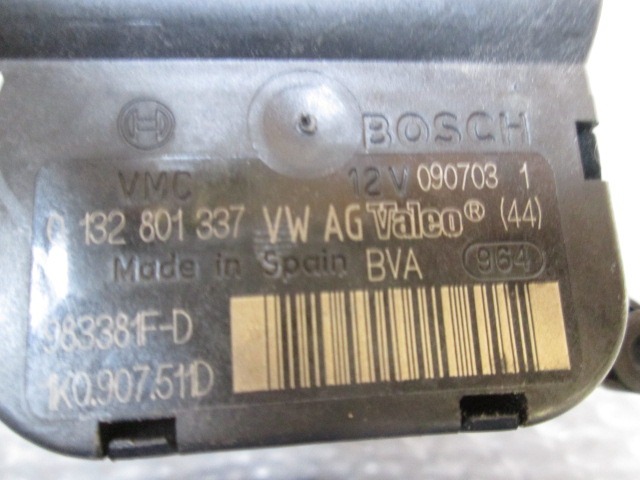 BOSCH
VMC 12V 090703 1
0 132 801 337 VW AG Valeo® (44)
Made in Spain BVA 964
983381F-D
1K0.907.511D